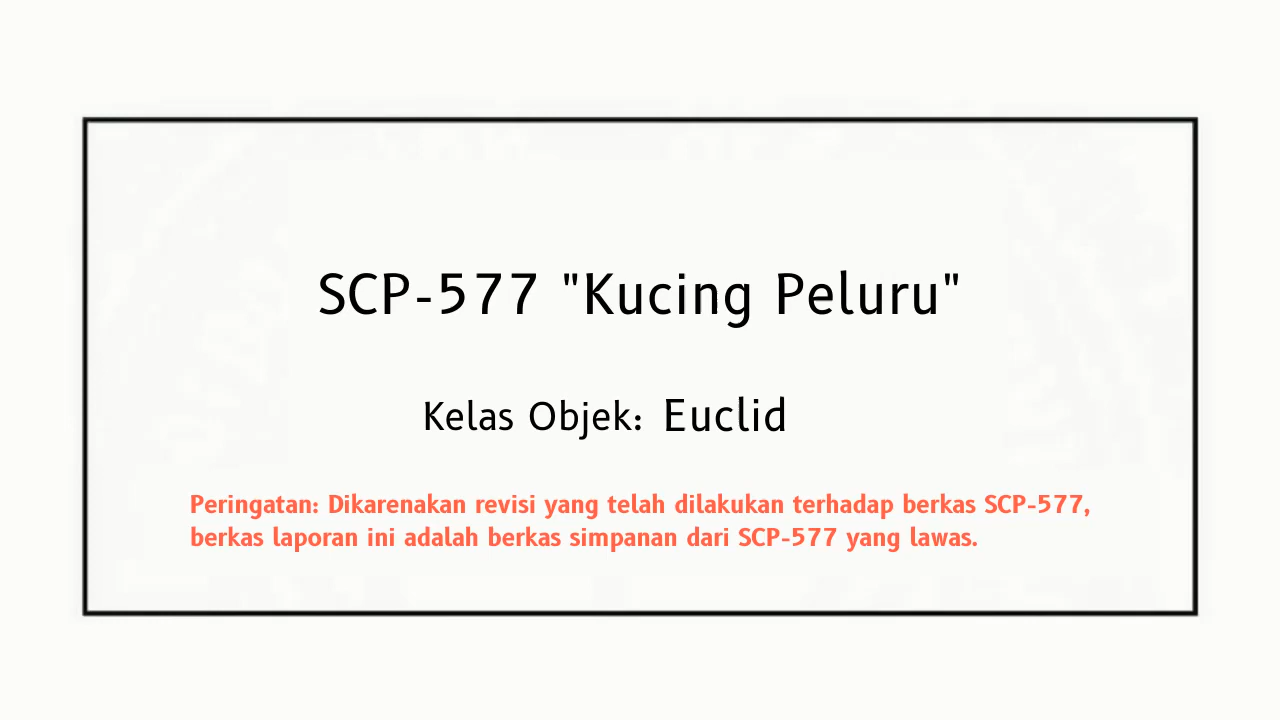 SCP-577 "Kucing Peluru"
Kelas Objek: Euclid
Peringatan: Dikarenakan revisi yang telah dilakukan terhadap berkas SCP-577,
berkas laporan ini adalah berkas simpanan dari SCP-577 yang lawas.